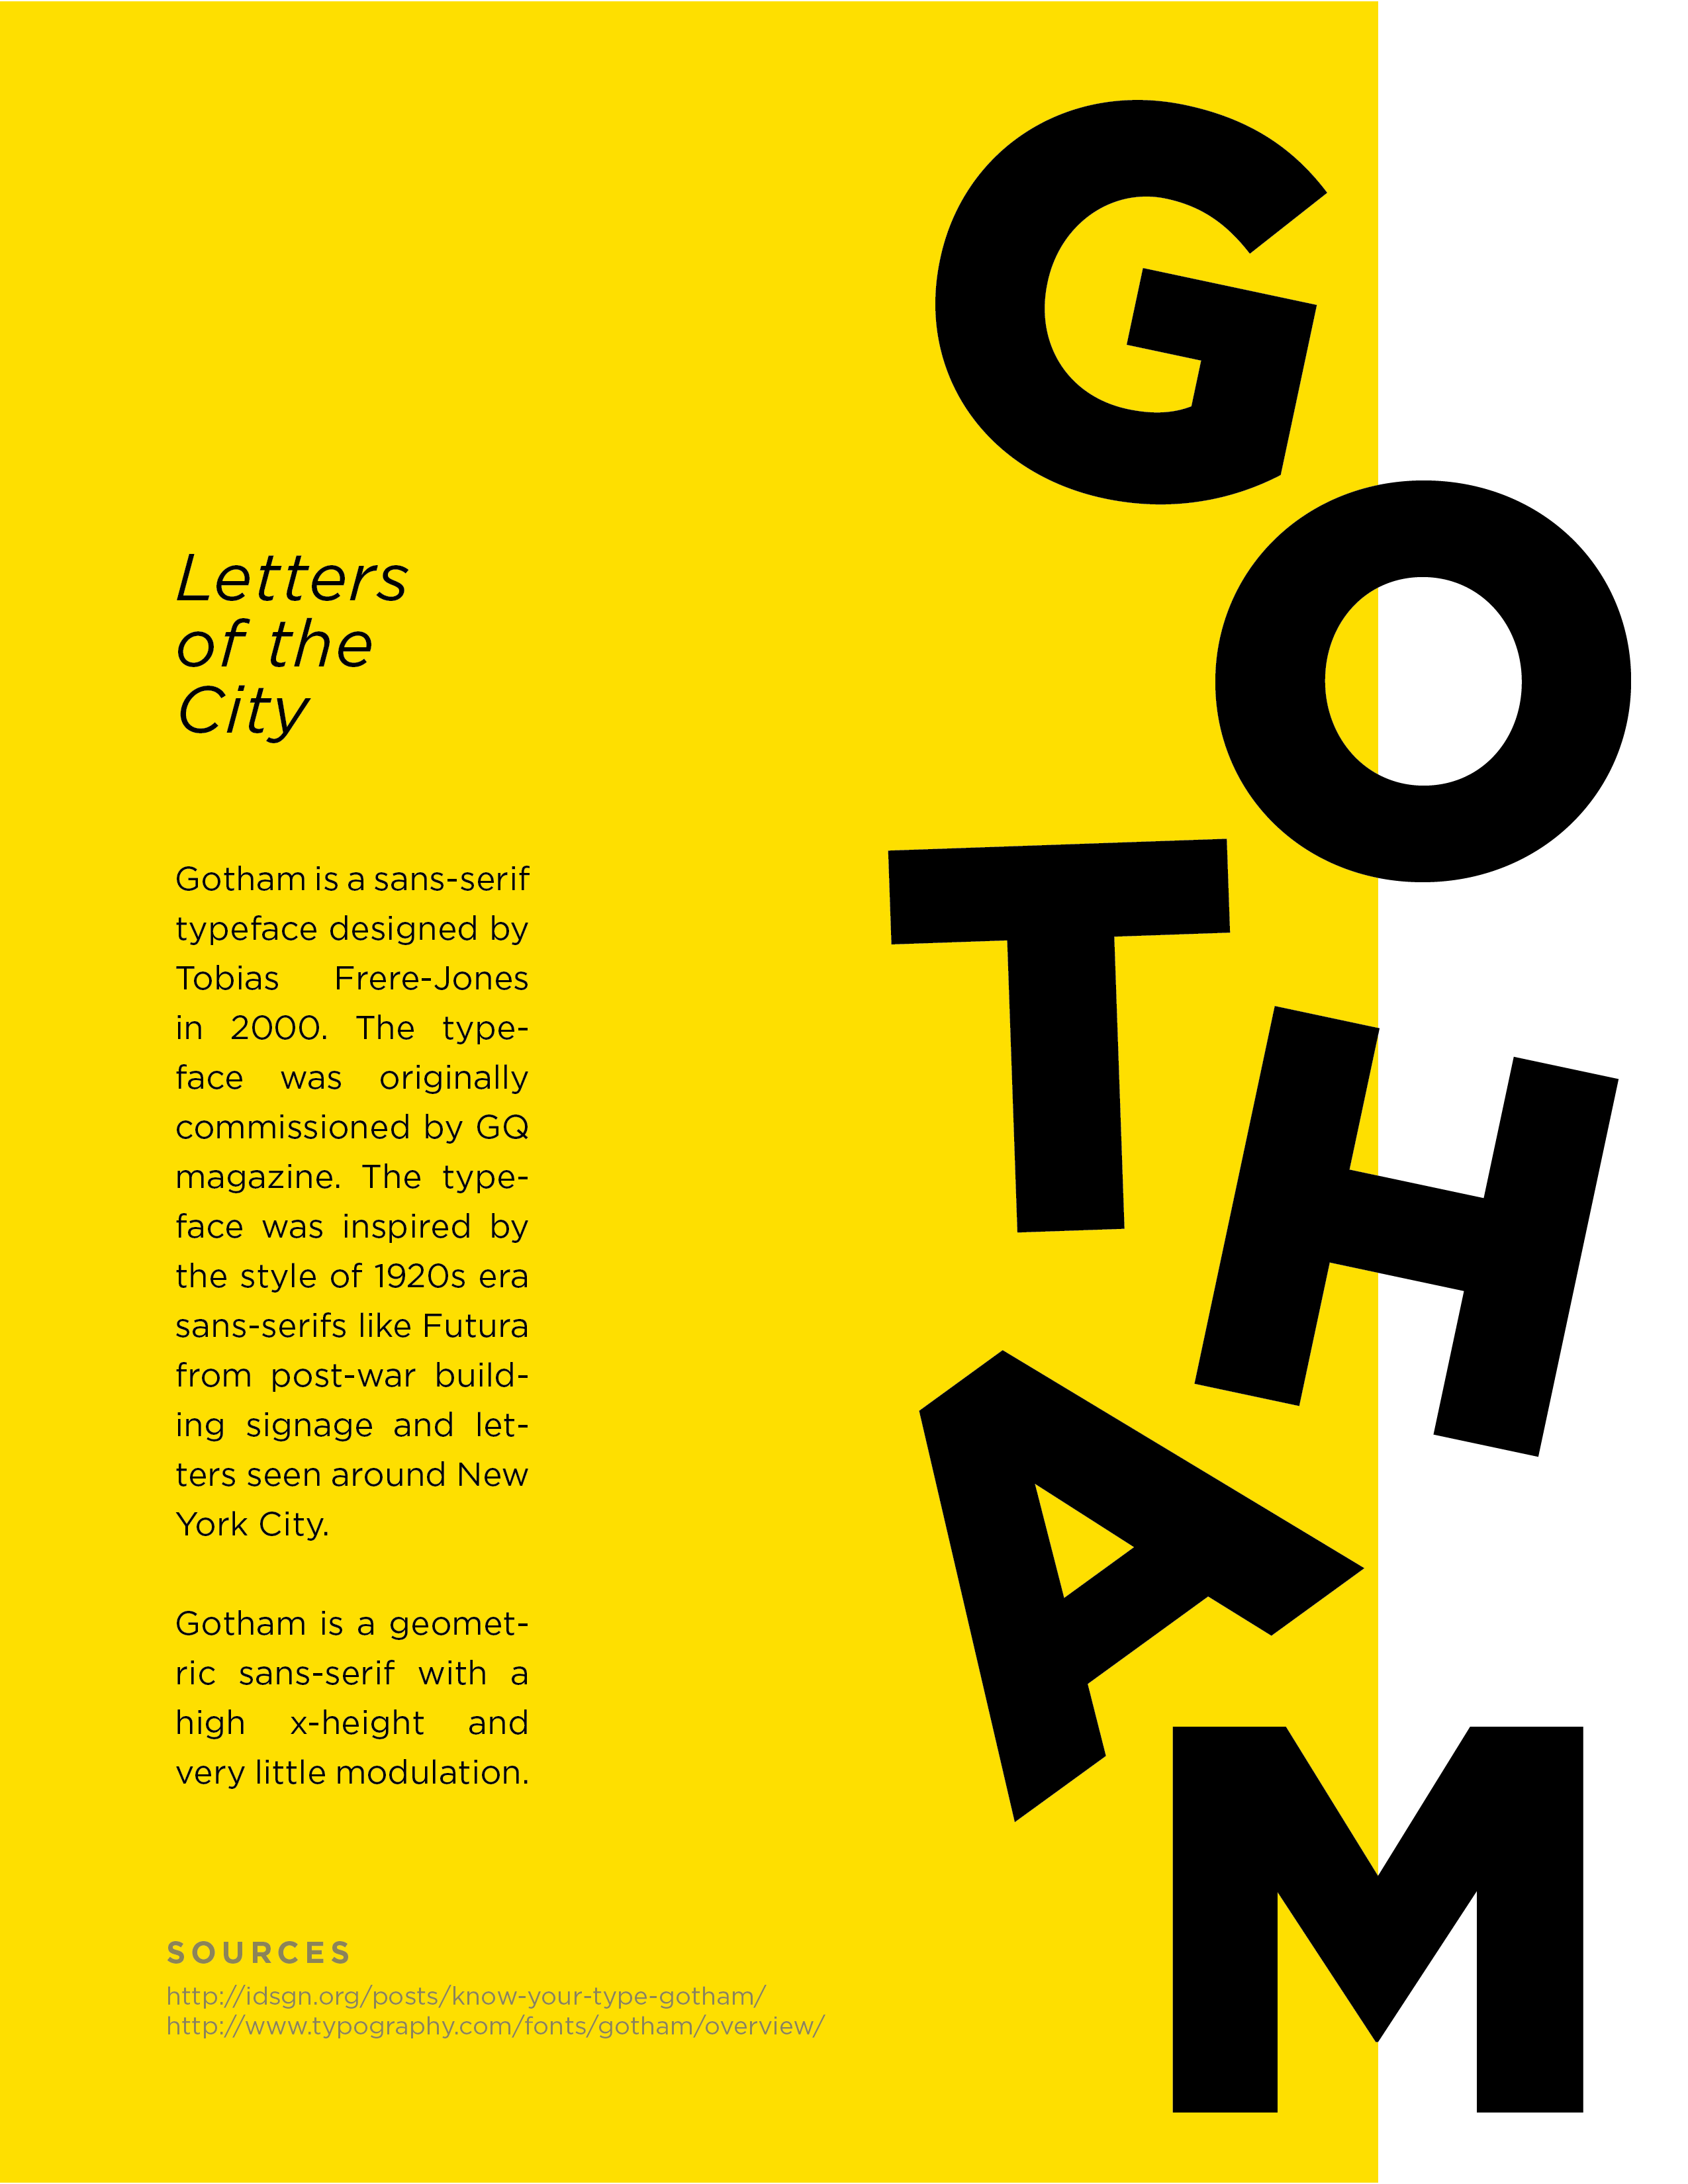 GOTHAM
Letters
of the
City
Gotham is a sans-serif
typeface designed by
Tobias Frere-Jones
in 2000. The type-
face was originally
commissioned by GQ
magazine. The type-
face was inspired by
the style of 1920s era
sans-serifs like Futura
from post-war build-
ing signage and let-
ters seen around New
York City.
Gotham is a geomet-
ric sans-serif with a
high x-height and
very little modulation.
SOURCES
http://idsgn.org/posts/know-your-type-gotham/
http://www.typography.com/fonts/gotham/overview/